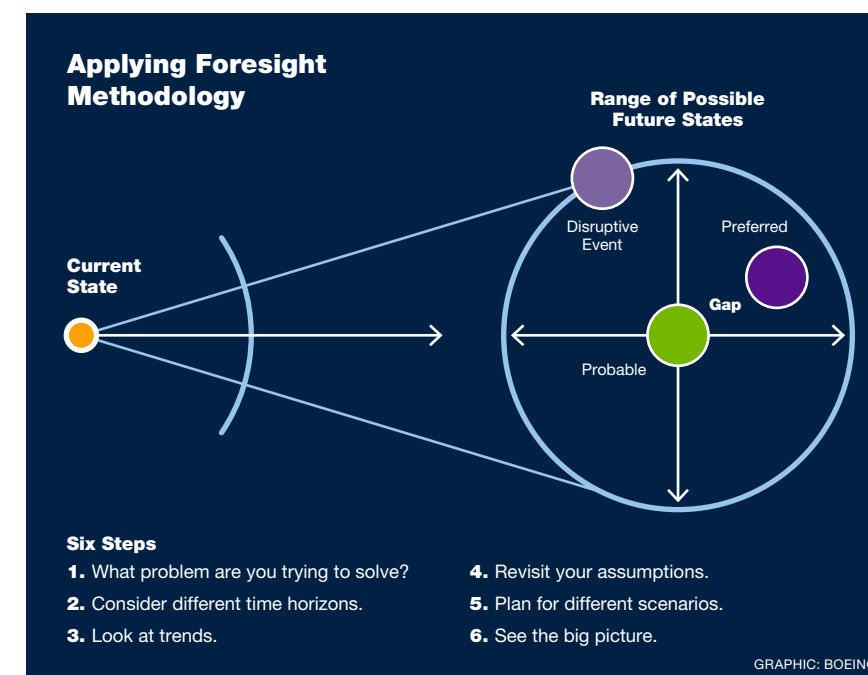 Applying Foresight
Methodology
Range of Possible
Future States
Disruptive
Event
Preferred
Current
State
Gap
Probable
Six Steps
1. What problem are you trying to solve?
2. Consider different time horizons.
3. Look at trends.
4. Revisit your assumptions.
5. Plan for different scenarios.
6. See the big picture.
GRAPHIC: BOEING